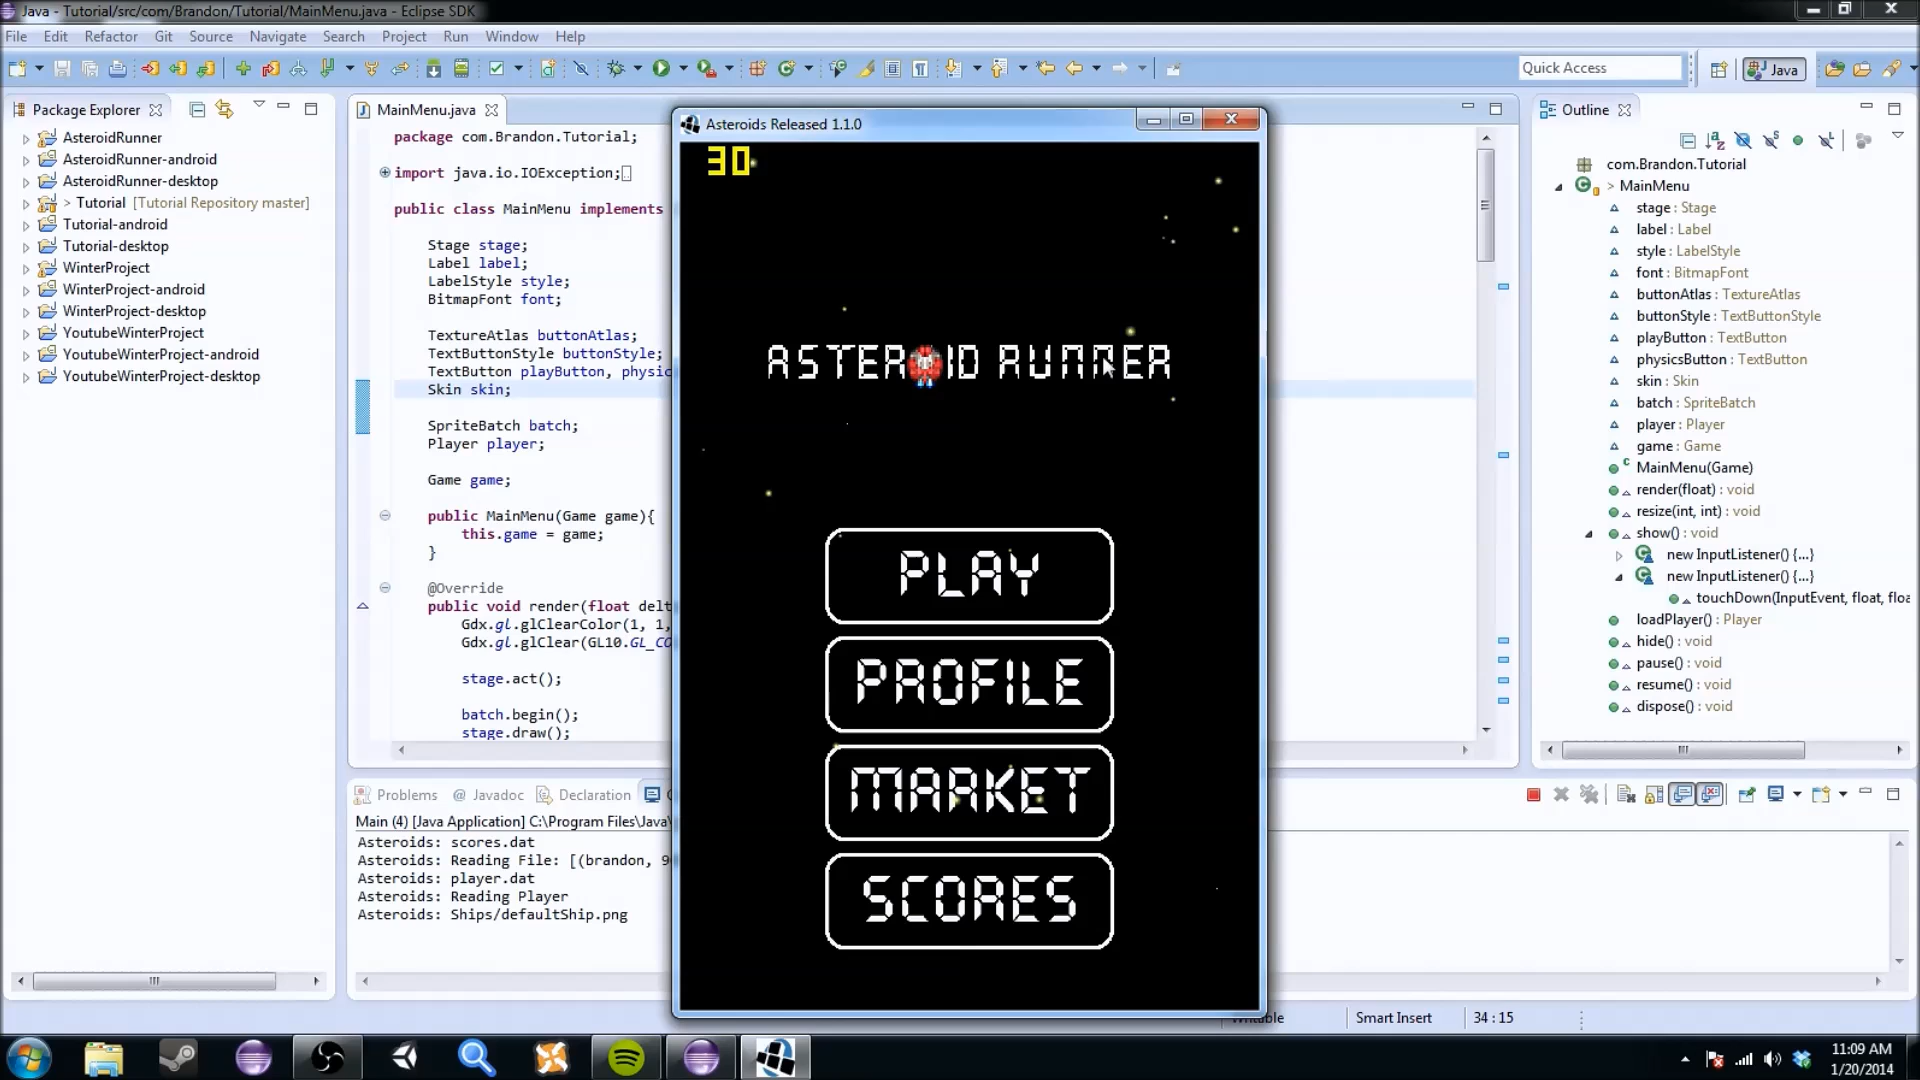 Java - Tutorial/src/com/Brandon/Tutorial/MainMenu.java - Eclipse SDK
File Edit Refactor Git Source Navigate Search Project Run Window Help
Quick Access
Java
Package Explorer
AsteroidRunner
AsteroidRunner-android
AsteroidRunner-desktop
> Tutorial [Tutorial Repository master]
Tutorial-android
Tutorial-desktop
WinterProject
WinterProject-android
WinterProject-desktop
YoutubeWinterProject
YoutubeWinterProject-android
YoutubeWinterProject-desktop
MainMenu.java
package com.Brandon.Tutorial;
import java.io.IOException;
public class MainMenu implements
Stage stage;
Label label;
LabelStyle style;
BitmapFont font;
TextureAtlas buttonAtlas;
TextButtonStyle buttonStyle;
TextButton playButton, physic
Skin skin;
SpriteBatch batch;
Player player;
Game game;
public MainMenu(Game game){
this.game = game;
}
@Override
public void render(float delt
Gdx.gl.glClearColor(1, 1,
Gdx.gl.glClear(GL10.GL_CO
stage.act();
batch.begin();
stage.draw();
Asteroids Released 1.1.0
30
ASTEROID RUNNER
PLAY
PROFILE
MARKET
SCORES
Outline
com.Brandon.Tutorial
> MainMenu
stage : Stage
label : Label
style : LabelStyle
font : BitmapFont
buttonAtlas : TextureAtlas
buttonStyle : TextButtonStyle
playButton : TextButton
physicsButton : TextButton
skin : Skin
batch : SpriteBatch
player : Player
game : Game
MainMenu(Game)
render(float) : void
resize(int, int) : void
show() : void
new InputListener() {...}
new InputListener() {...}
touchDown(InputEvent, float, floa
loadPlayer() : Player
hide() : void
pause() : void
resume() : void
dispose() : void
Problems @ Javadoc Declaration
Main (4) [Java Application] C:\Program Files\Java\
Asteroids: scores.dat
Asteroids: Reading File: [(brandon, 9
Asteroids: player.dat
Asteroids: Reading Player
Asteroids: Ships/defaultShip.png
Smart Insert
34 : 15
11:09 AM
1/20/2014